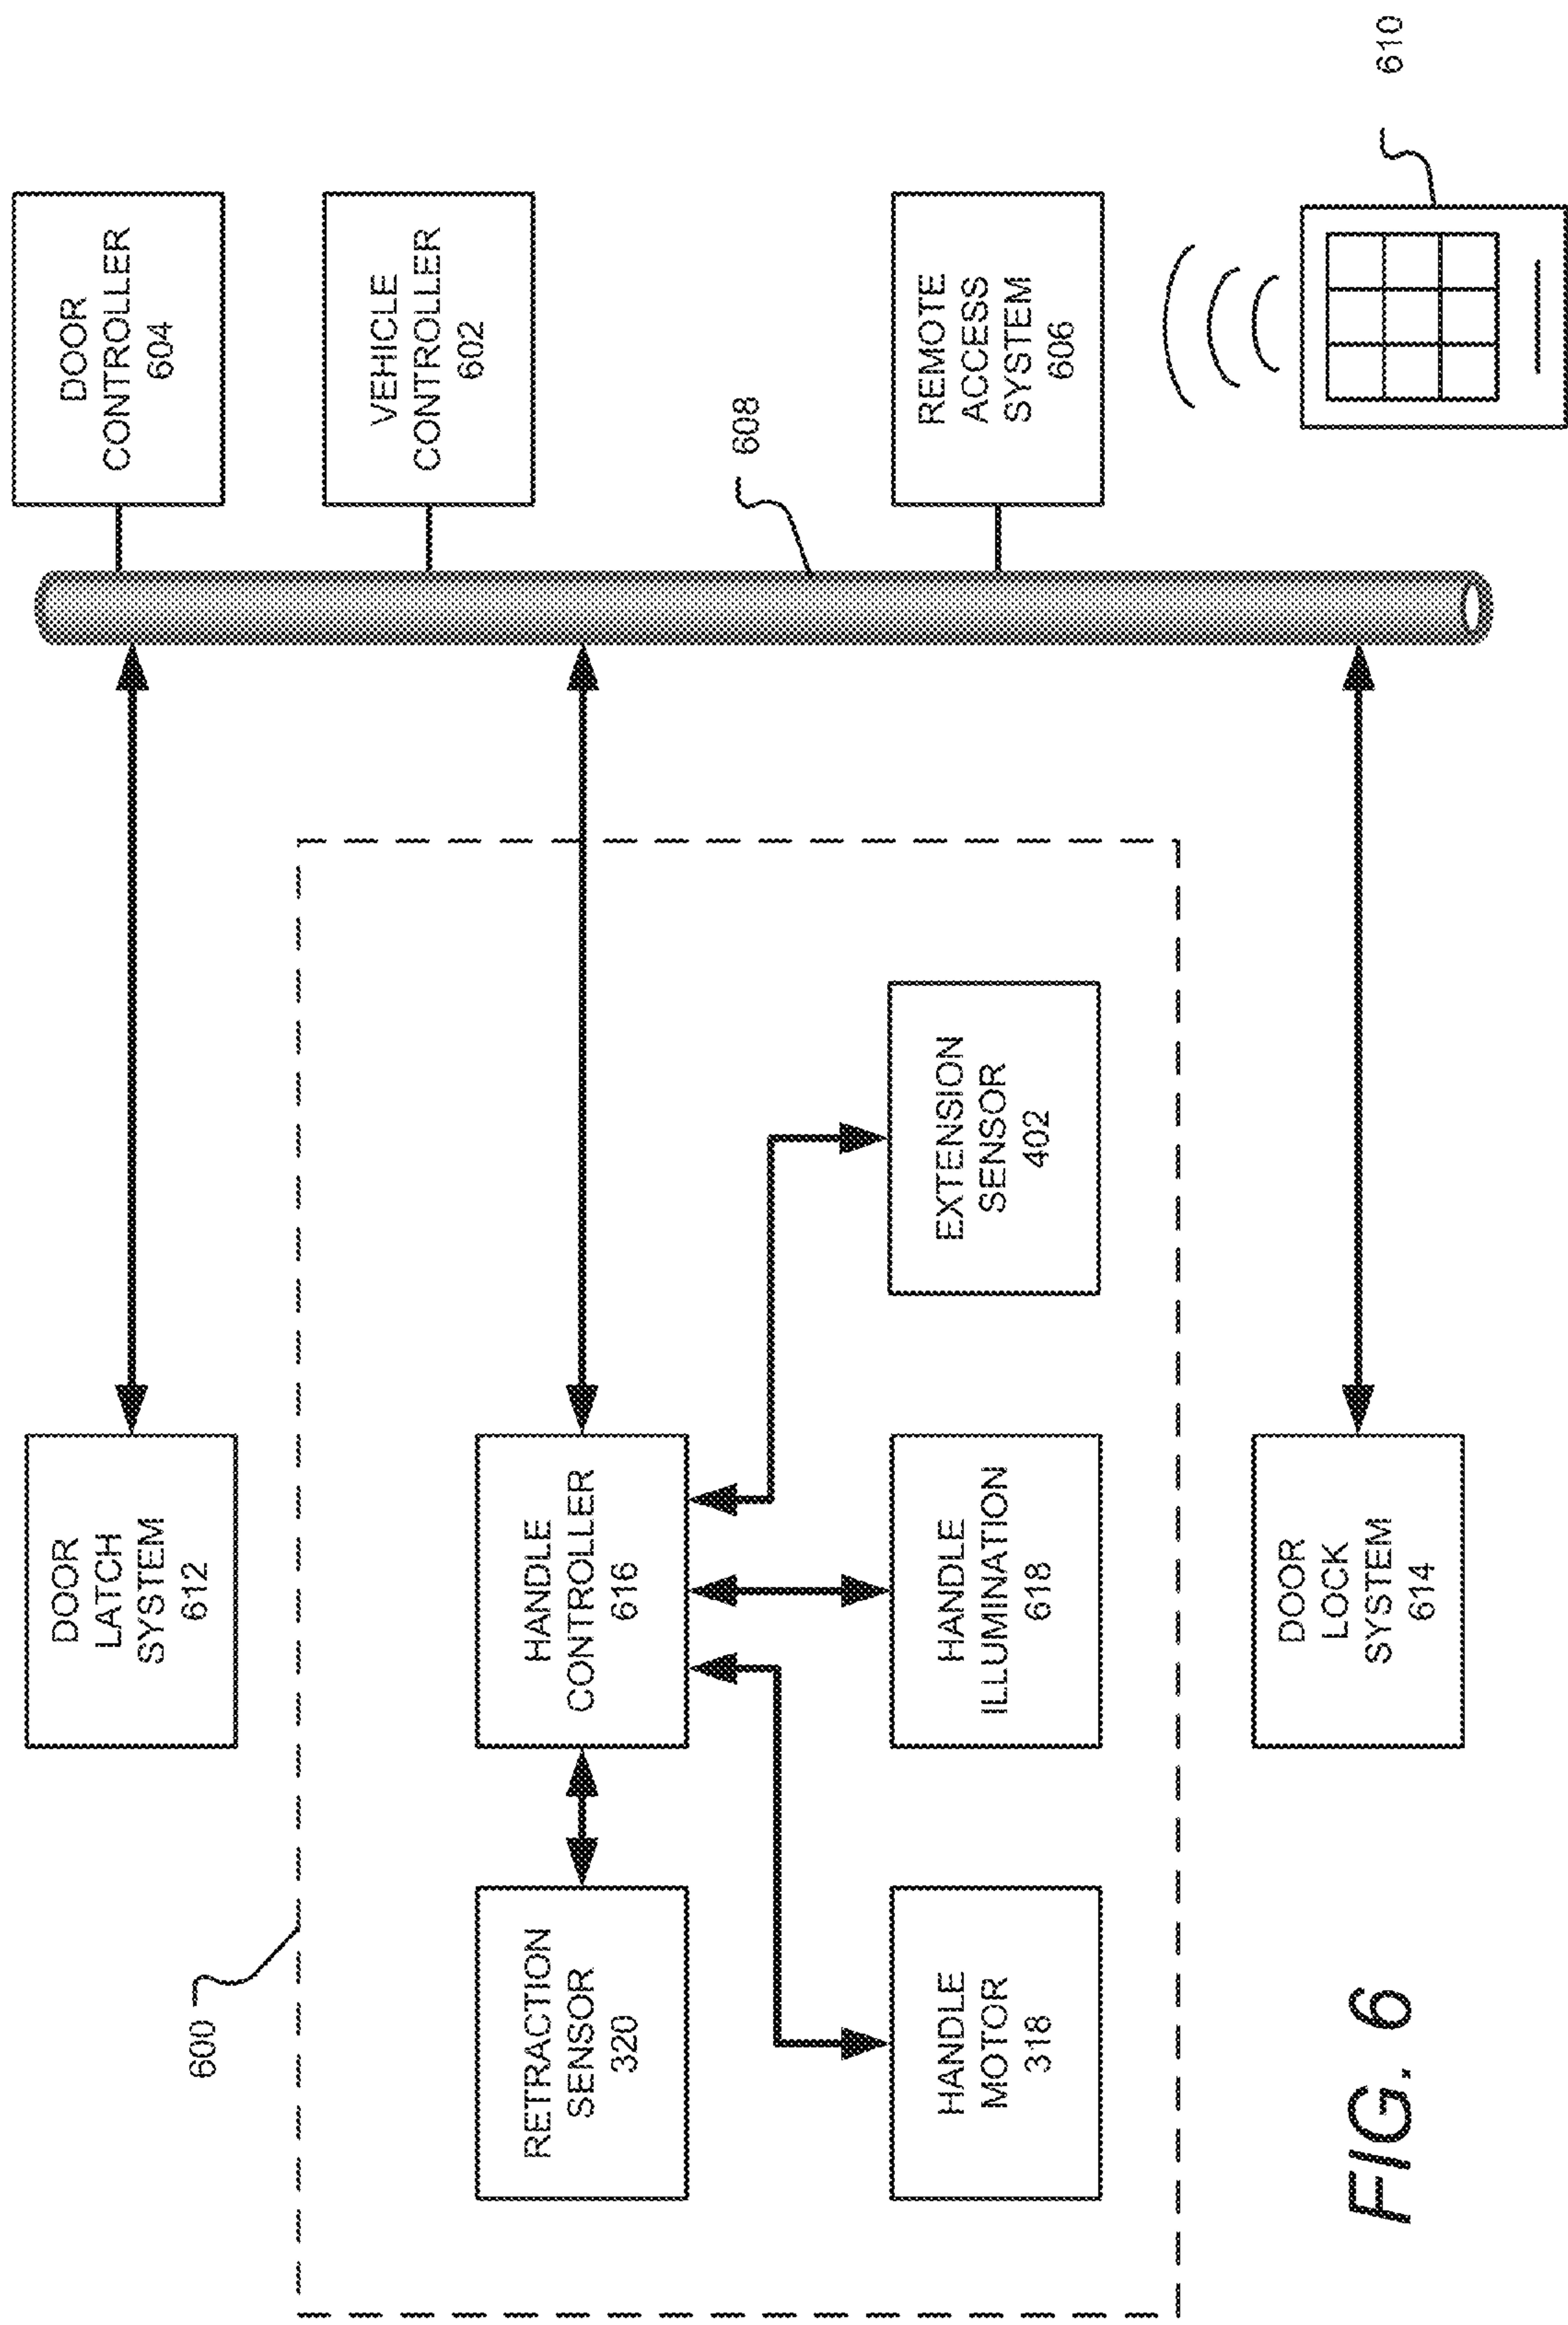 DOOR
LATCH
SYSTEM
612
DOOR
CONTROLLER
604
600
RETRACTION
SENSOR
320
HANDLE
CONTROLLER
616
VEHICLE
CONTROLLER
602
608
HANDLE
MOTOR
318
HANDLE
ILLUMINATION
618
EXTENSION
SENSOR
402
REMOTE
ACCESS
SYSTEM
606
DOOR
LOCK
SYSTEM
614
610
FIG. 6